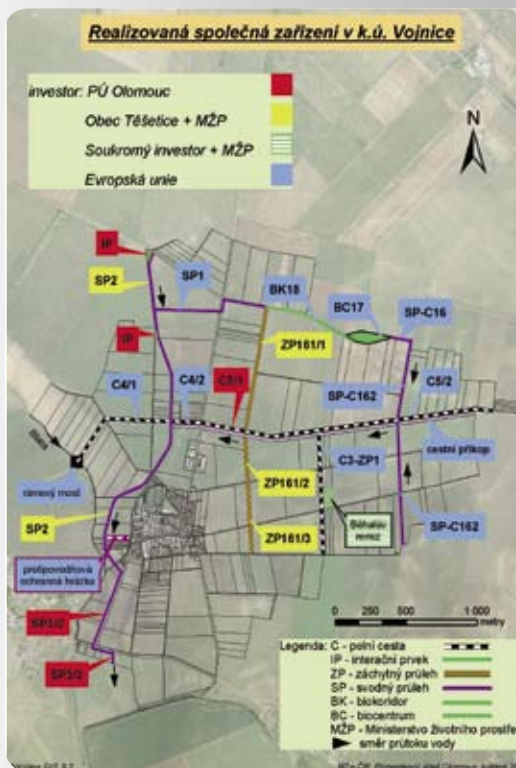 Realizovaná společná zařízení v k.ú. Vojnice
investor: PÚ Olomouc
Obec Těšetice + MŽP
Soukromý investor + MŽP
Evropská unie
N
IP
SP2
SP1
BK18
BC17
SP-C16
IP
ZP161/1
C4/1
C4/2
C5/1
SP-C162
C5/2
Blata
C3-ZP1
cestní příkop
rámový most
ZP161/2
SP2
Běhalův
remíz
SP-C162
protipovodňová
ochranná hrázka
ZP161/3
SP3/2
SP3/2
0 250 500 1 000
metry
Legenda: C - polní cesta
IP - interační prvek
ZP - záchytný průleh
SP - svodný průleh
BK - biokoridor
BC - biocentrum
MŽP - Ministerstvo životního prostře
směr průtoku vody